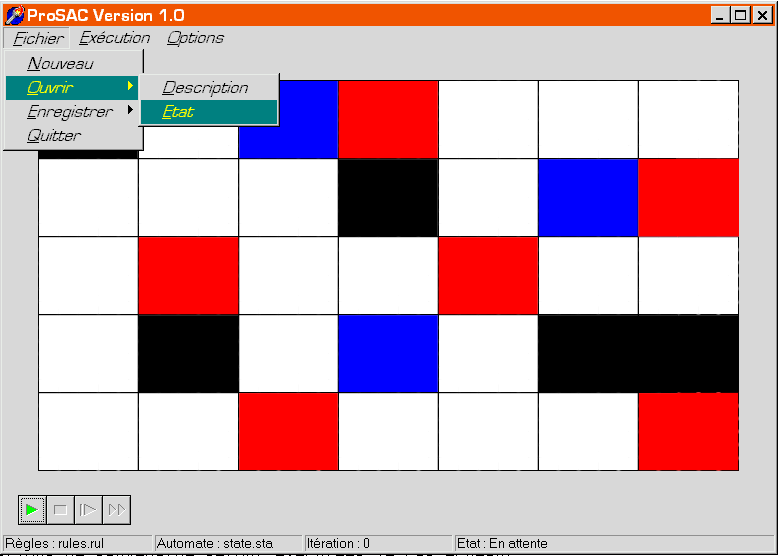 ProSAC Version 1.0
Fichier Exécution Options
Nouveau
Ouvrir
Description
Enregistrer
Etat
Quitter
Règles : rules.rul Automate : state.sta Itération : 0 Etat : En attente